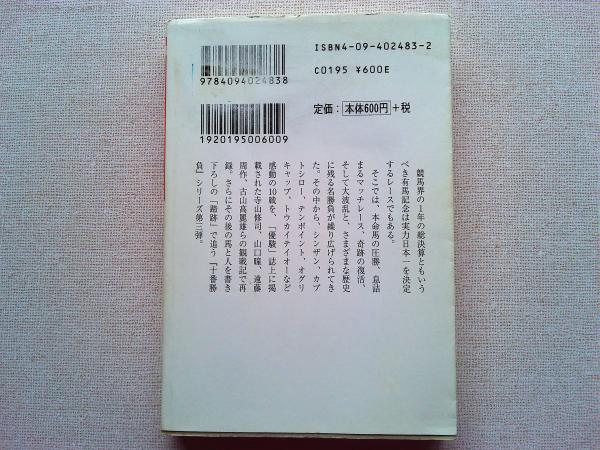 ISBN4-09-402483-2
C0195 ¥600E
9784094024838
定価：本体600円＋税
1920195006009
競馬界の1年の総決算ともいう
べき有馬記念は実力日本一を決定
するレースでもある。
そこでは、本命馬の圧勝、息詰
まるマッチレース、奇跡の復活、
そして大波乱と、さまざまな歴史
に残る名勝負が繰り広げられてき
た。その中から、シンザン、カブ
トシロー、テンポイント、オグリ
キャップ、トウカイテイオーなど
感動の10戦を、「優駿」誌上に掲
載された寺山修司、山口瞳、遠藤
周作、古山高麗雄らの観戦記で再
録。さらにその後の馬と人を書き
下ろしの「蹄跡」で追う『十番勝
負』シリーズ第三弾。